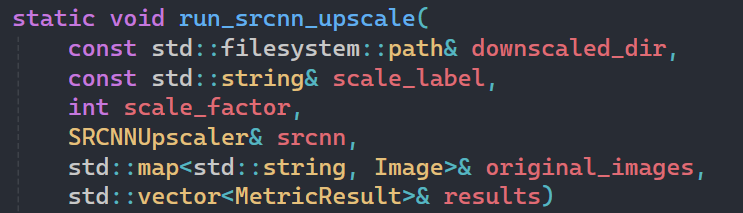 static void run_srcnn_upscale(
    const std::filesystem::path& downscaled_dir,
    const std::string& scale_label,
    int scale_factor,
    SRCNNUpscaler& srcnn,
    std::map<std::string, Image>& original_images,
    std::vector<MetricResult>& results)